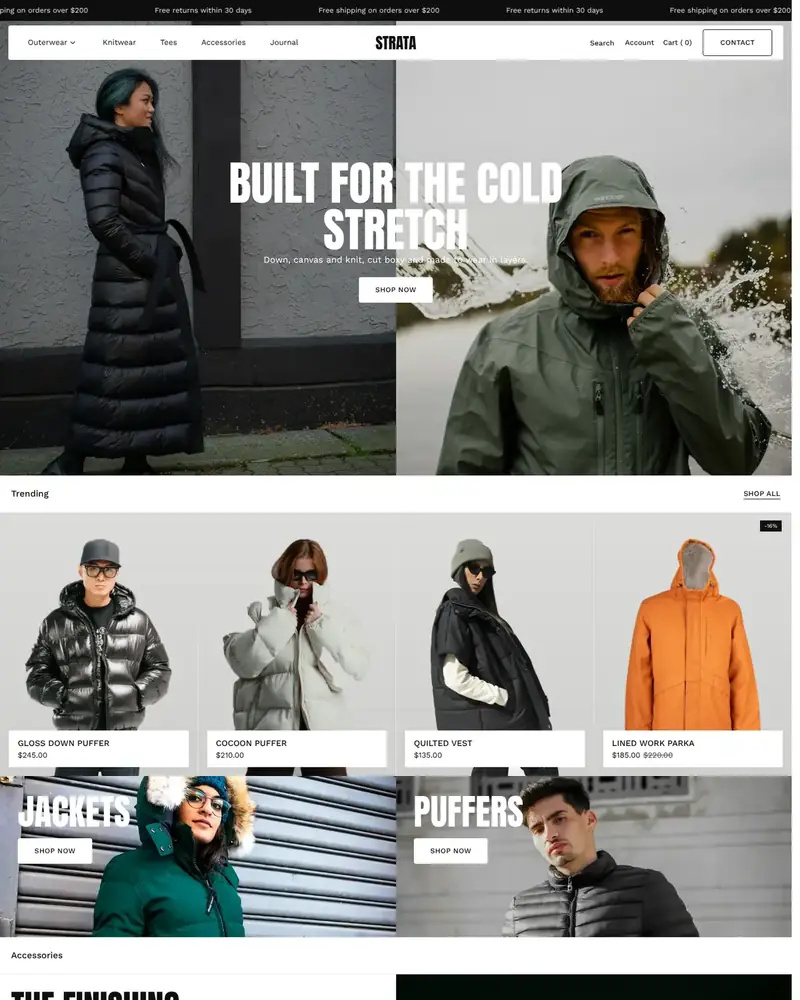 ping on orders over $200 Free returns within 30 days Free shipping on orders over $200 Free returns within 30 days Free shipping on orders over $200
Outerwear Knitwear Tees Accessories Journal STRATA Search Account Cart ( 0) CONTACT
BUILT FOR THE COLD
STRETCH
Down, canvas and knit, cut boxy and made to wear in layers.
SHOP NOW
Trending SHOP ALL
-16%
GLOSS DOWN PUFFER
$245.00
COCOON PUFFER
$210.00
QUILTED VEST
$135.00
LINED WORK PARKA
$185.00 $220.00
JACKETS
SHOP NOW
PUFFERS
SHOP NOW
Accessories
THE FINISHING